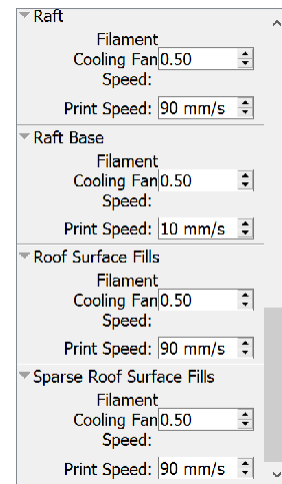 Raft
Filament
Cooling Fan 0.50
Speed:
Print Speed: 90 mm/s
Raft Base
Filament
Cooling Fan 0.50
Speed:
Print Speed: 10 mm/s
Roof Surface Fills
Filament
Cooling Fan 0.50
Speed:
Print Speed: 90 mm/s
Sparse Roof Surface Fills
Filament
Cooling Fan 0.50
Speed:
Print Speed: 90 mm/s